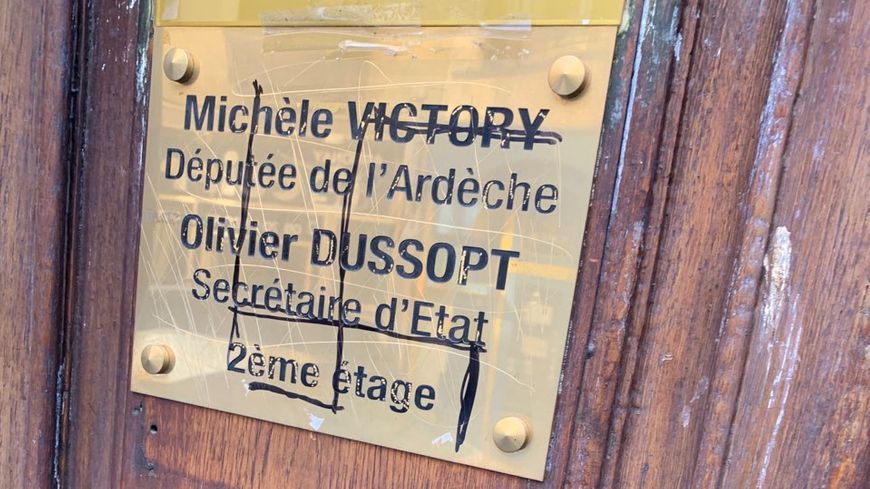 Michèle VICTORY
Députée de l'Ardèche
Olivier DUSSOPT
Secrétaire d'Etat
2ème étage